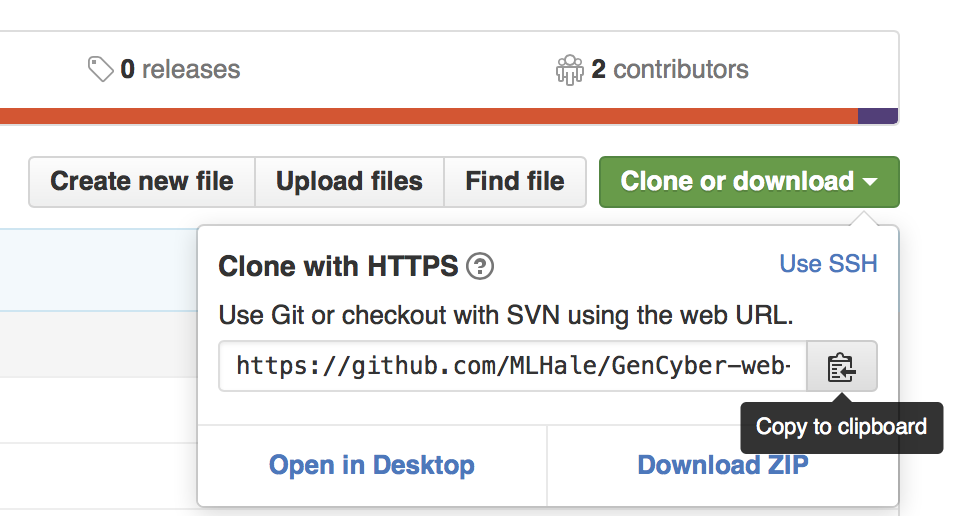 0 releases
2 contributors
Create new file
Upload files
Find file
Clone or download
Clone with HTTPS ?
Use SSH
Use Git or checkout with SVN using the web URL.
https://github.com/MLHale/GenCyber-web-
Copy to clipboard
Open in Desktop
Download ZIP